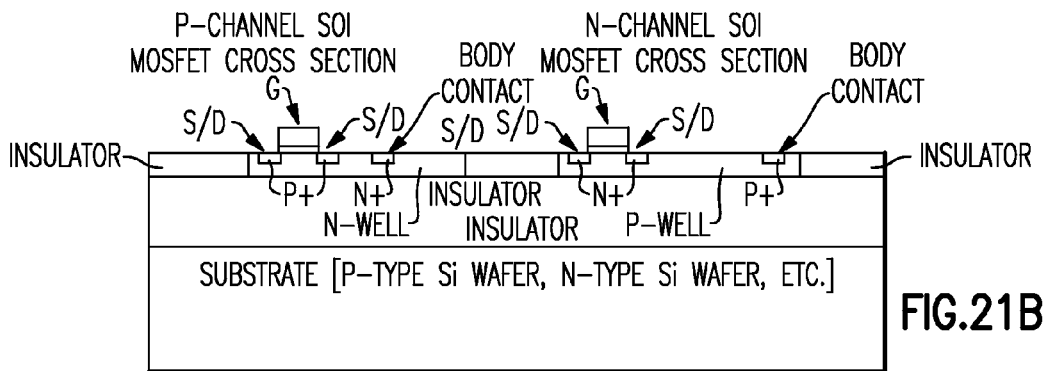 P-CHANNEL SOI
MOSFET CROSS SECTION
G
BODY
CONTACT
N-CHANNEL SOI
MOSFET CROSS SECTION
G
BODY
CONTACT
S/D
S/D
S/D
S/D
S/D
INSULATOR
INSULATOR
P+
N+
INSULATOR
N+
P+
N-WELL
INSULATOR
P-WELL
SUBSTRATE [P-TYPE Si WAFER, N-TYPE Si WAFER, ETC.]
FIG.21B